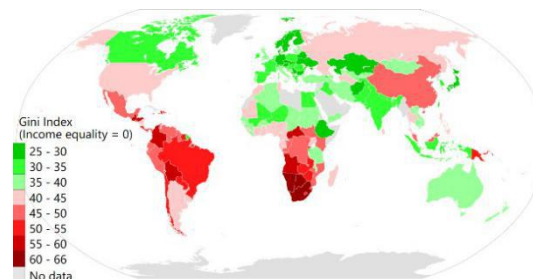 Gini Index
(Income equality = 0)
25 - 30
30 - 35
35 - 40
40 - 45
45 - 50
50 - 55
55 - 60
60 - 66
No data